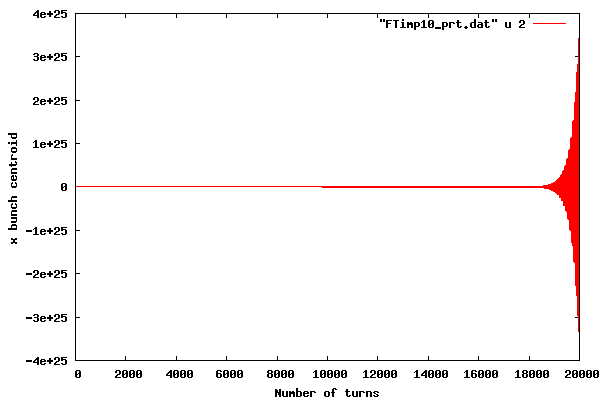 "FTimp10_prt.dat" u 2
4e+25
3e+25
2e+25
1e+25
0
-1e+25
-2e+25
-3e+25
-4e+25
x bunch centroid
0 2000 4000 6000 8000 10000 12000 14000 16000 18000 20000
Number of turns